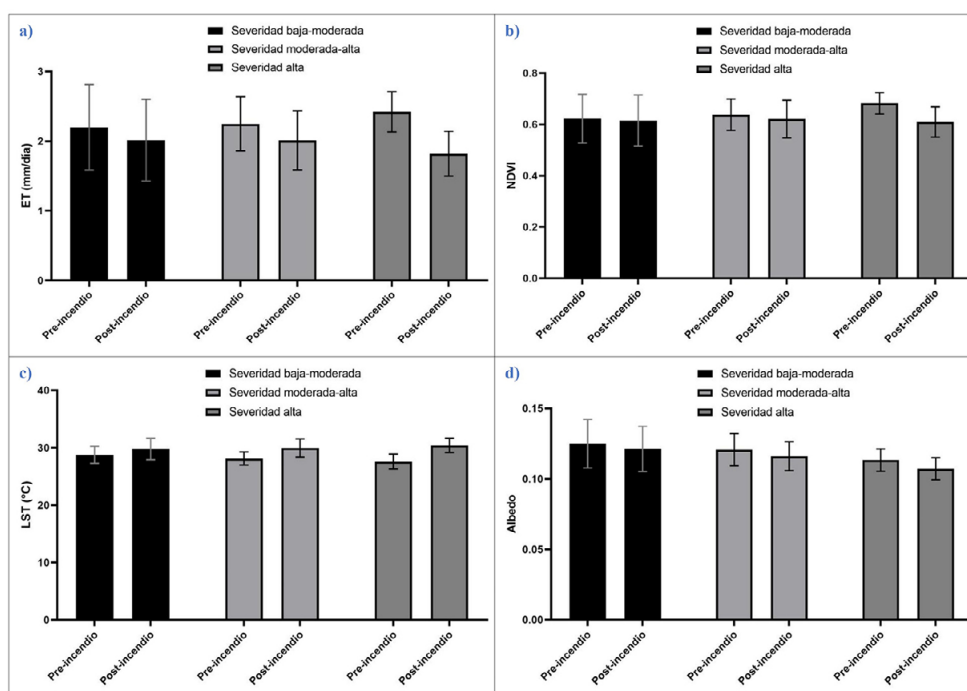 a)
Severidad baja-moderada
Severidad moderada-alta
Severidad alta
ET (mm/dia)
3
2
1
0
Pre-incendio
Post-incendio
Pre-incendio
Post-incendio
Pre-incendio
Post-incendio
b)
Severidad baja-moderada
Severidad moderada-alta
Severidad alta
NDVI
0.8
0.6
0.4
0.2
0.0
Pre-incendio
Post-incendio
Pre-incendio
Post-incendio
Pre-incendio
Post-incendio
c)
Severidad baja-moderada
Severidad moderada-alta
Severidad alta
LST (°C)
40
30
20
10
0
Pre-incendio
Post-incendio
Pre-incendio
Post-incendio
Pre-incendio
Post-incendio
d)
Severidad baja-moderada
Severidad moderada-alta
Severidad alta
Albedo
0.15
0.10
0.05
0.00
Pre-incendio
Post-incendio
Pre-incendio
Post-incendio
Pre-incendio
Post-incendio